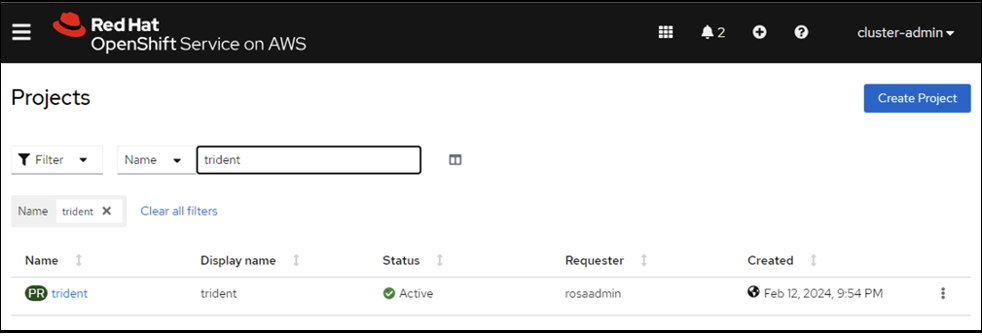 Red Hat
OpenShift Service on AWS
2
cluster-admin
Projects
Create Project
Filter
Name
trident
Name trident
Clear all filters
Name Display name Status Requester Created
PR trident trident Active rosaadmin Feb 12, 2024, 9:54 PM